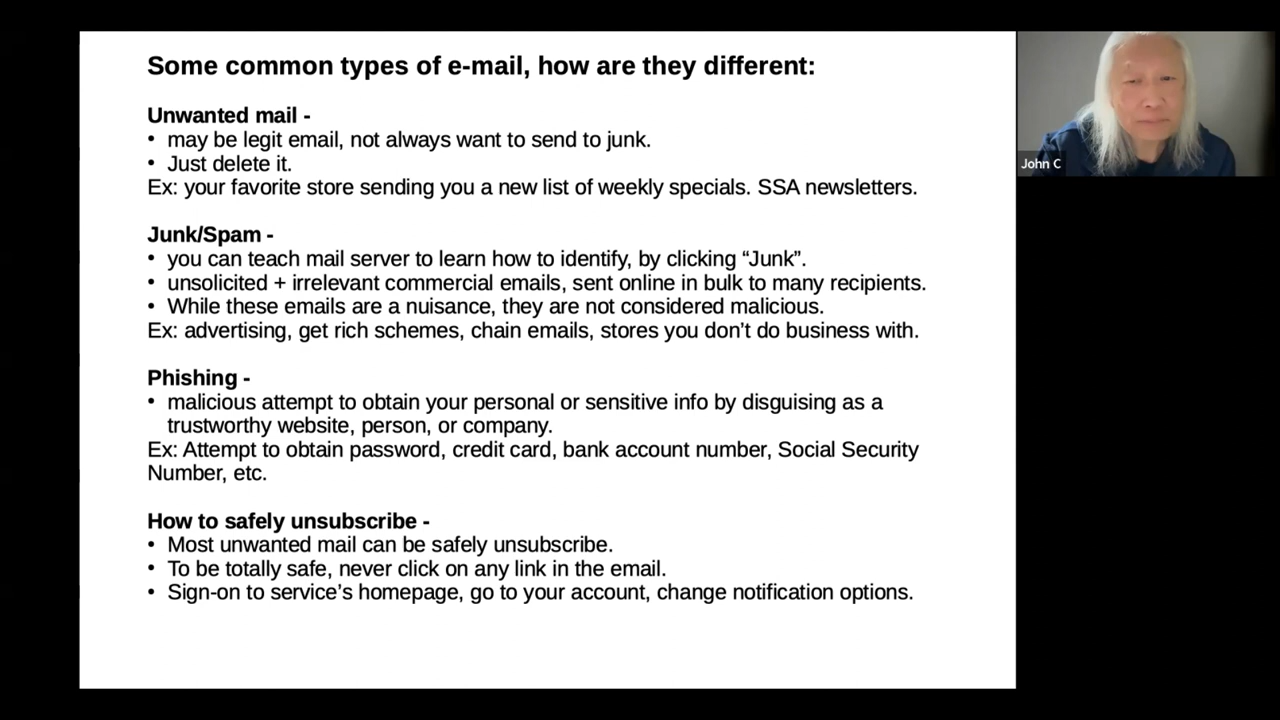 Some common types of e-mail, how are they different:
Unwanted mail -
• may be legit email, not always want to send to junk.
• Just delete it.
Ex: your favorite store sending you a new list of weekly specials. SSA newsletters.
Junk/Spam -
• you can teach mail server to learn how to identify, by clicking “Junk”.
• unsolicited + irrelevant commercial emails, sent online in bulk to many recipients.
• While these emails are a nuisance, they are not considered malicious.
Ex: advertising, get rich schemes, chain emails, stores you don’t do business with.
Phishing -
• malicious attempt to obtain your personal or sensitive info by disguising as a
trustworthy website, person, or company.
Ex: Attempt to obtain password, credit card, bank account number, Social Security
Number, etc.
How to safely unsubscribe -
• Most unwanted mail can be safely unsubscribe.
• To be totally safe, never click on any link in the email.
• Sign-on to service’s homepage, go to your account, change notification options.
John C